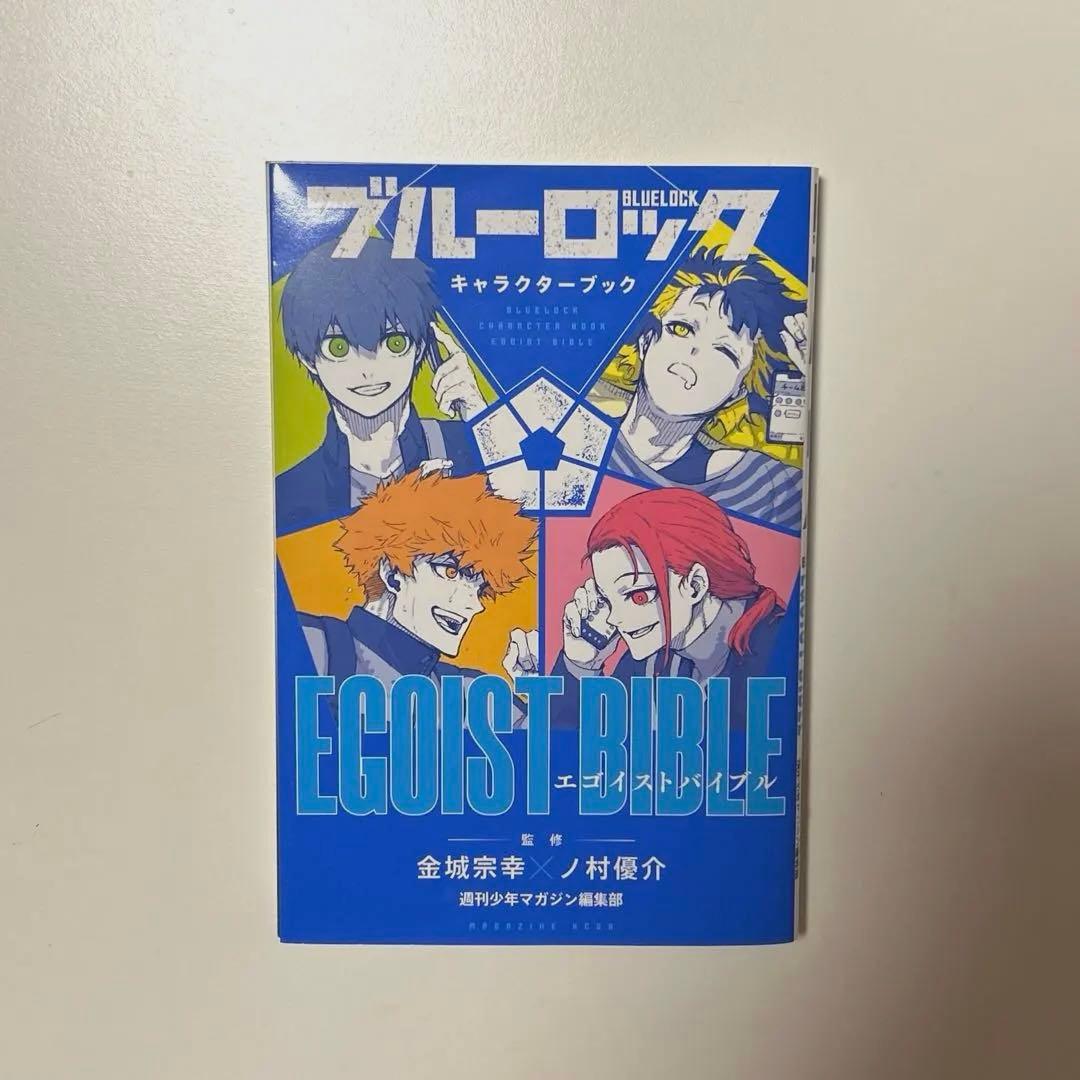 ブルーロック
BLUELOCK
キャラクターブック
BLUELOCK
CHARACTER BOOK
EGOIST BIBLE
EGOIST BIBLE
エゴイストバイブル
監修
金城宗幸×ノ村優介
週刊少年マガジン編集部
MAGAZINE KCDX